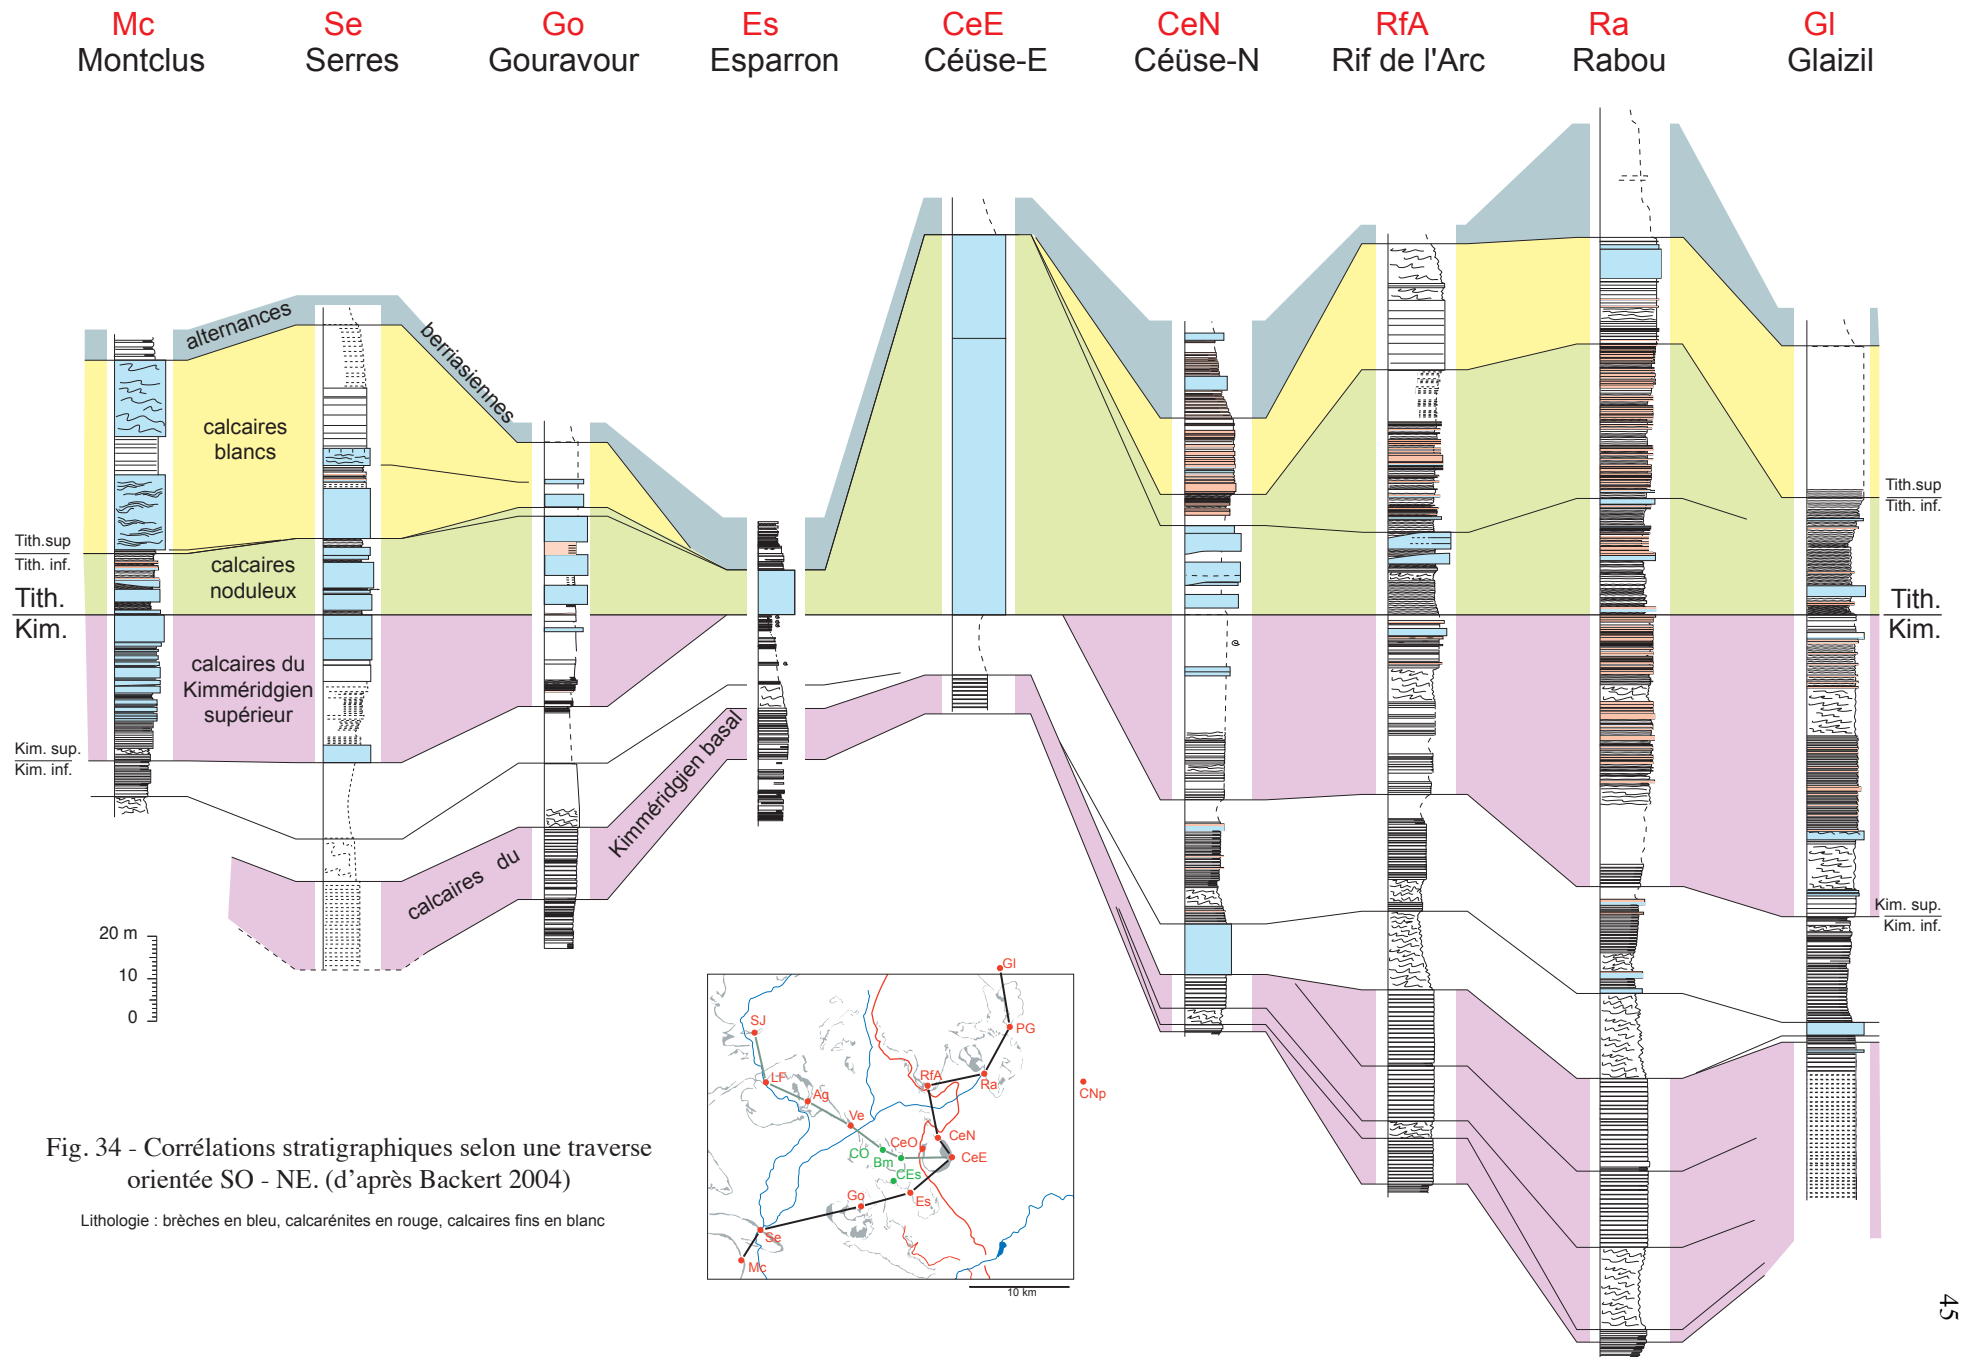 Mc Se Go Es CeE CeN RfA Ra Gl
Montclus Serres Gouravour Esparron Céüse-E Céüse-N Rif de l'Arc Rabou Glaizil
alternances
berriasiennes
calcaires
blancs
Tith.sup
Tith. inf.
Tith.sup
Tith. inf.
calcaires
noduleux
Tith.
Kim.
Tith.
Kim.
calcaires du
Kimméridgien
supérieur
Kim. sup.
Kim. inf.
Kim. sup.
Kim. inf.
calcaires du Kimméridgien basal
20 m
10
0
Gl
SJ
PG
LF
RfA
Ra
CNp
Ag
Ve
CeN
CeO
CO
Bm
CeE
CEs
Go
Es
Se
Mc
10 km
Fig. 34 - Corrélations stratigraphiques selon une traverse
orientée SO - NE. (d'après Backert 2004)
Lithologie : brèches en bleu, calcarénites en rouge, calcaires fins en blanc
45